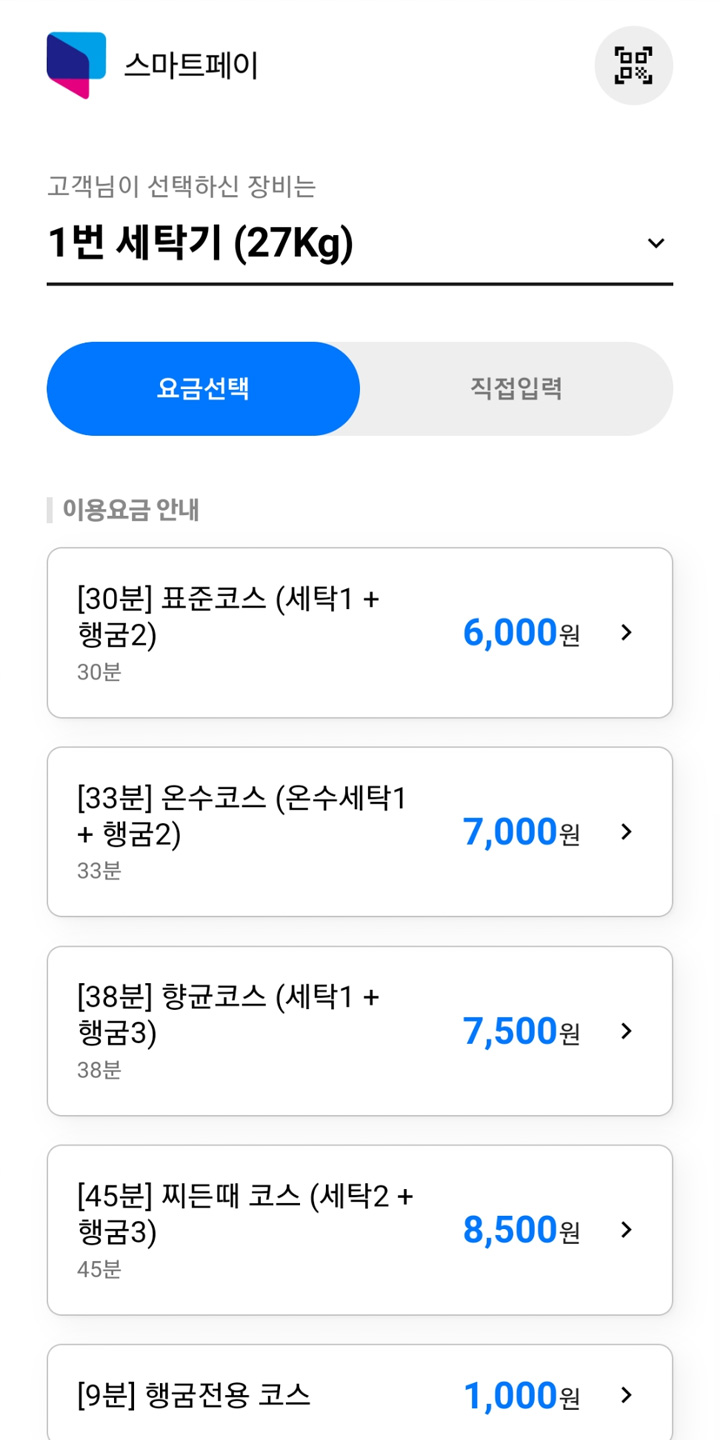 스마트페이
고객님이 선택하신 장비는
1번 세탁기 (27Kg)
요금선택
직접입력
이용요금 안내
[30분] 표준코스 (세탁1 +
행굼2)
30분
6,000원
[33분] 온수코스 (온수세탁1
+ 행굼2)
33분
7,000원
[38분] 향균코스 (세탁1 +
행굼3)
38분
7,500원
[45분] 찌든때 코스 (세탁2 +
행굼3)
45분
8,500원
[9분] 행굼전용 코스
1,000원